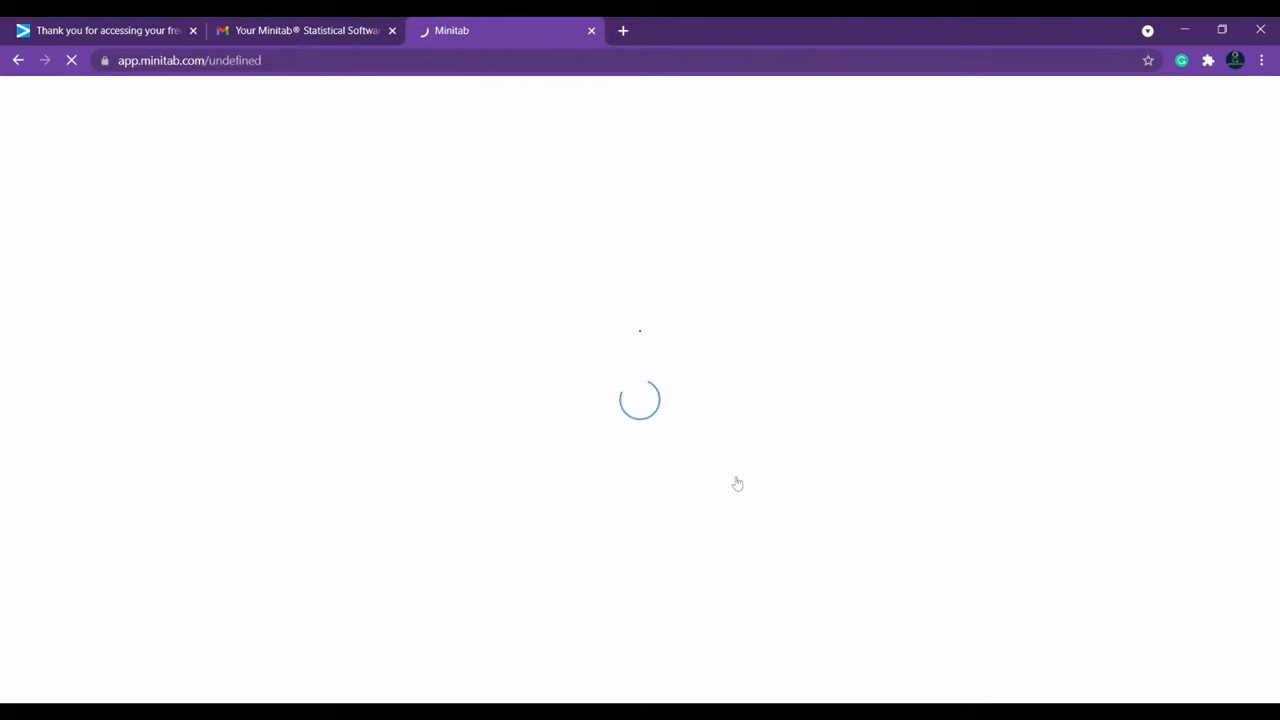 Thank you for accessing your fre
Your Minitab® Statistical Softwa
Minitab
app.minitab.com/undefined